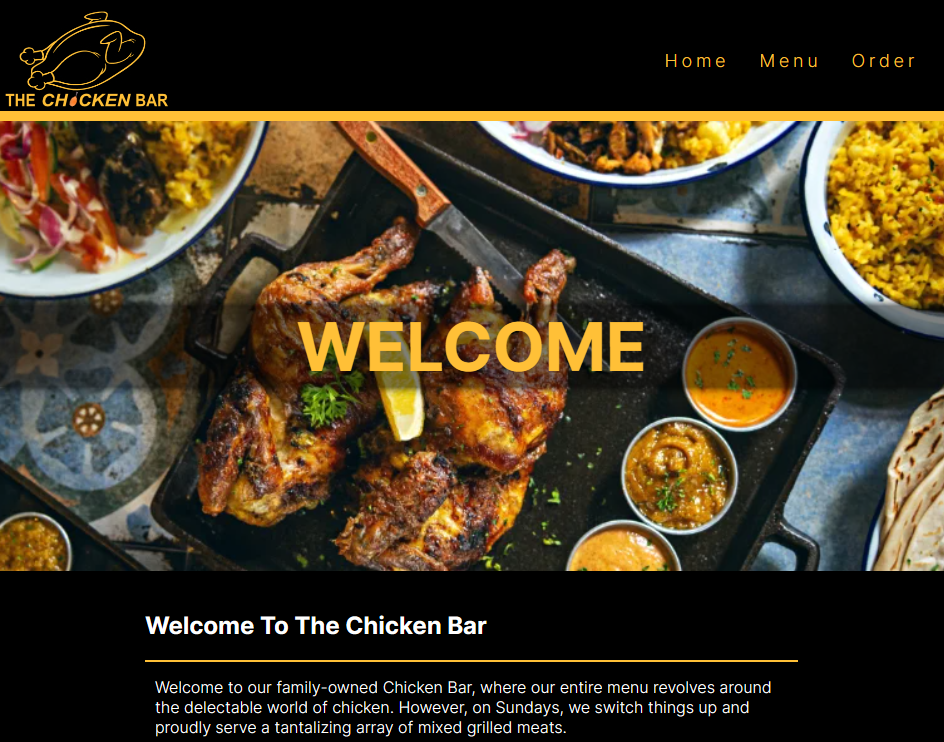 THE CHICKEN BAR
Home Menu Order
WELCOME
Welcome To The Chicken Bar
Welcome to our family-owned Chicken Bar, where our entire menu revolves around
the delectable world of chicken. However, on Sundays, we switch things up and
proudly serve a tantalizing array of mixed grilled meats.